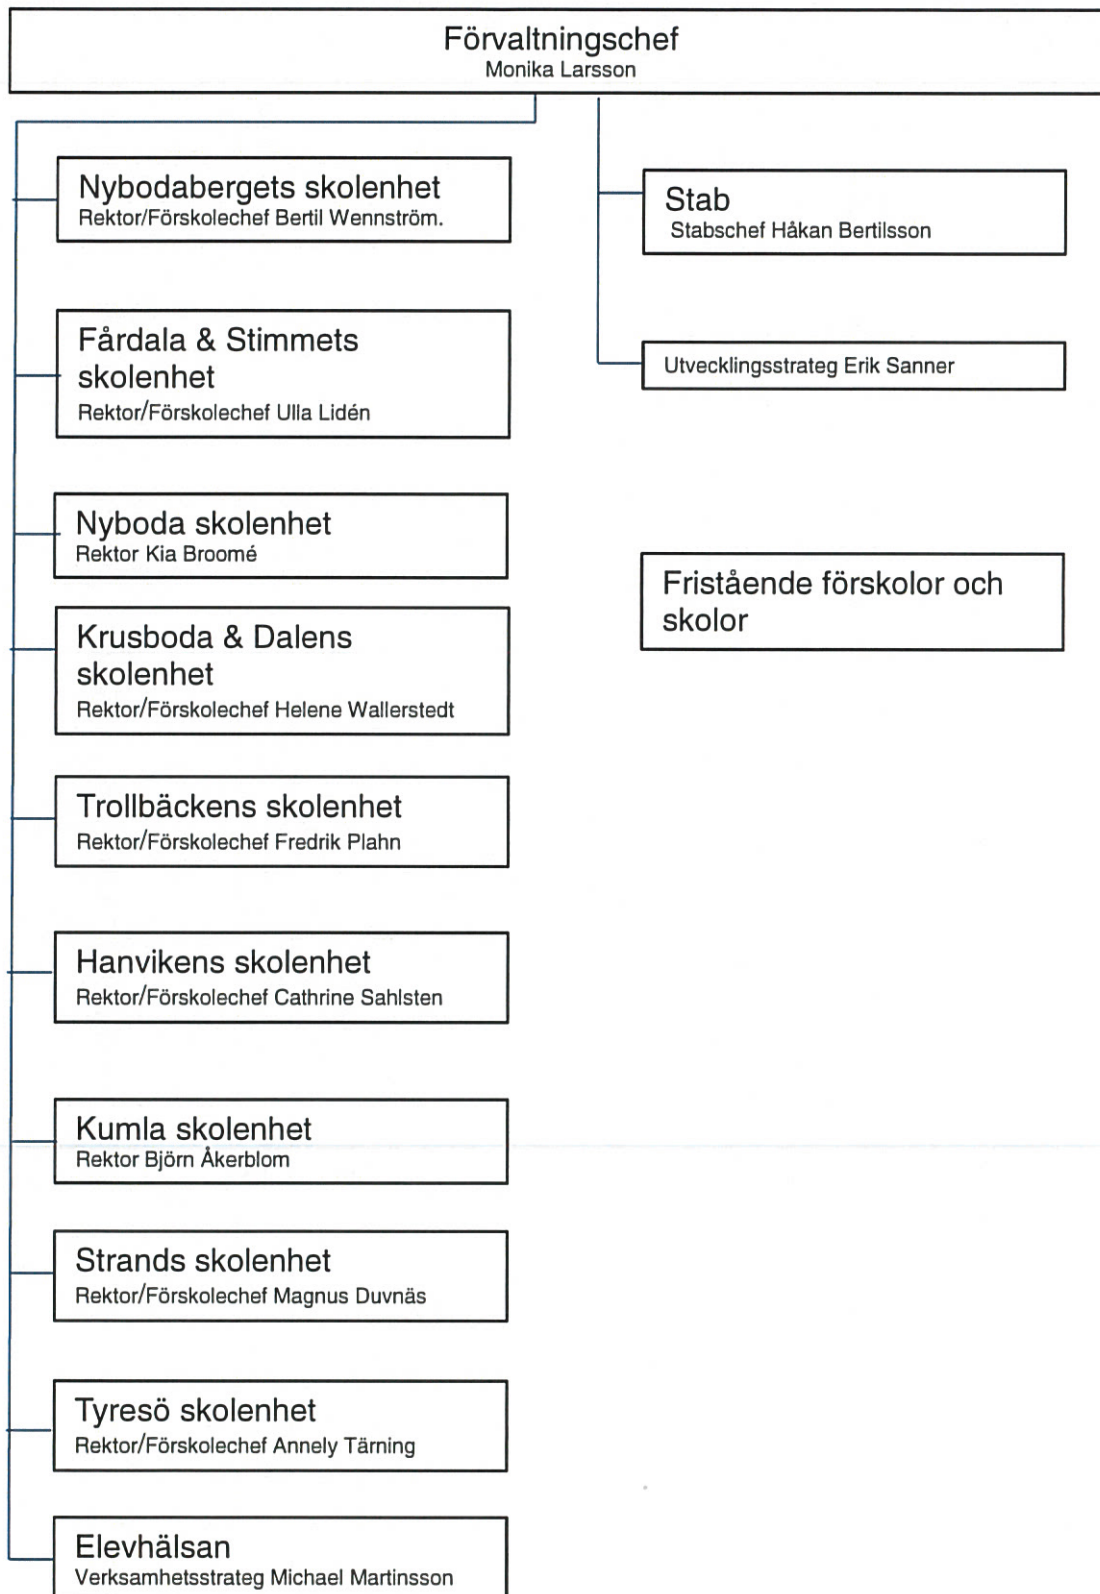 Förvaltningschef
Monika Larsson
Nybodabergets skolenhet
Rektor/Förskolechef Bertil Wennström.
Fårdala & Stimmets
skolenhet
Rektor/Förskolechef Ulla Lidén
Nyboda skolenhet
Rektor Kia Broomé
Krusboda & Dalens
skolenhet
Rektor/Förskolechef Helene Wallerstedt
Trollbäckens skolenhet
Rektor/Förskolechef Fredrik Plahn
Hanvikens skolenhet
Rektor/Förskolechef Cathrine Sahlsten
Kumla skolenhet
Rektor Björn Åkerblom
Strands skolenhet
Rektor/Förskolechef Magnus Duvnäs
Tyresö skolenhet
Rektor/Förskolechef Annely Tärning
Elevhälsan
Verksamhetsstrateg Michael Martinsson
Stab
Stabschef Håkan Bertilsson
Utvecklingsstrateg Erik Sanner
Fristående förskolor och
skolor